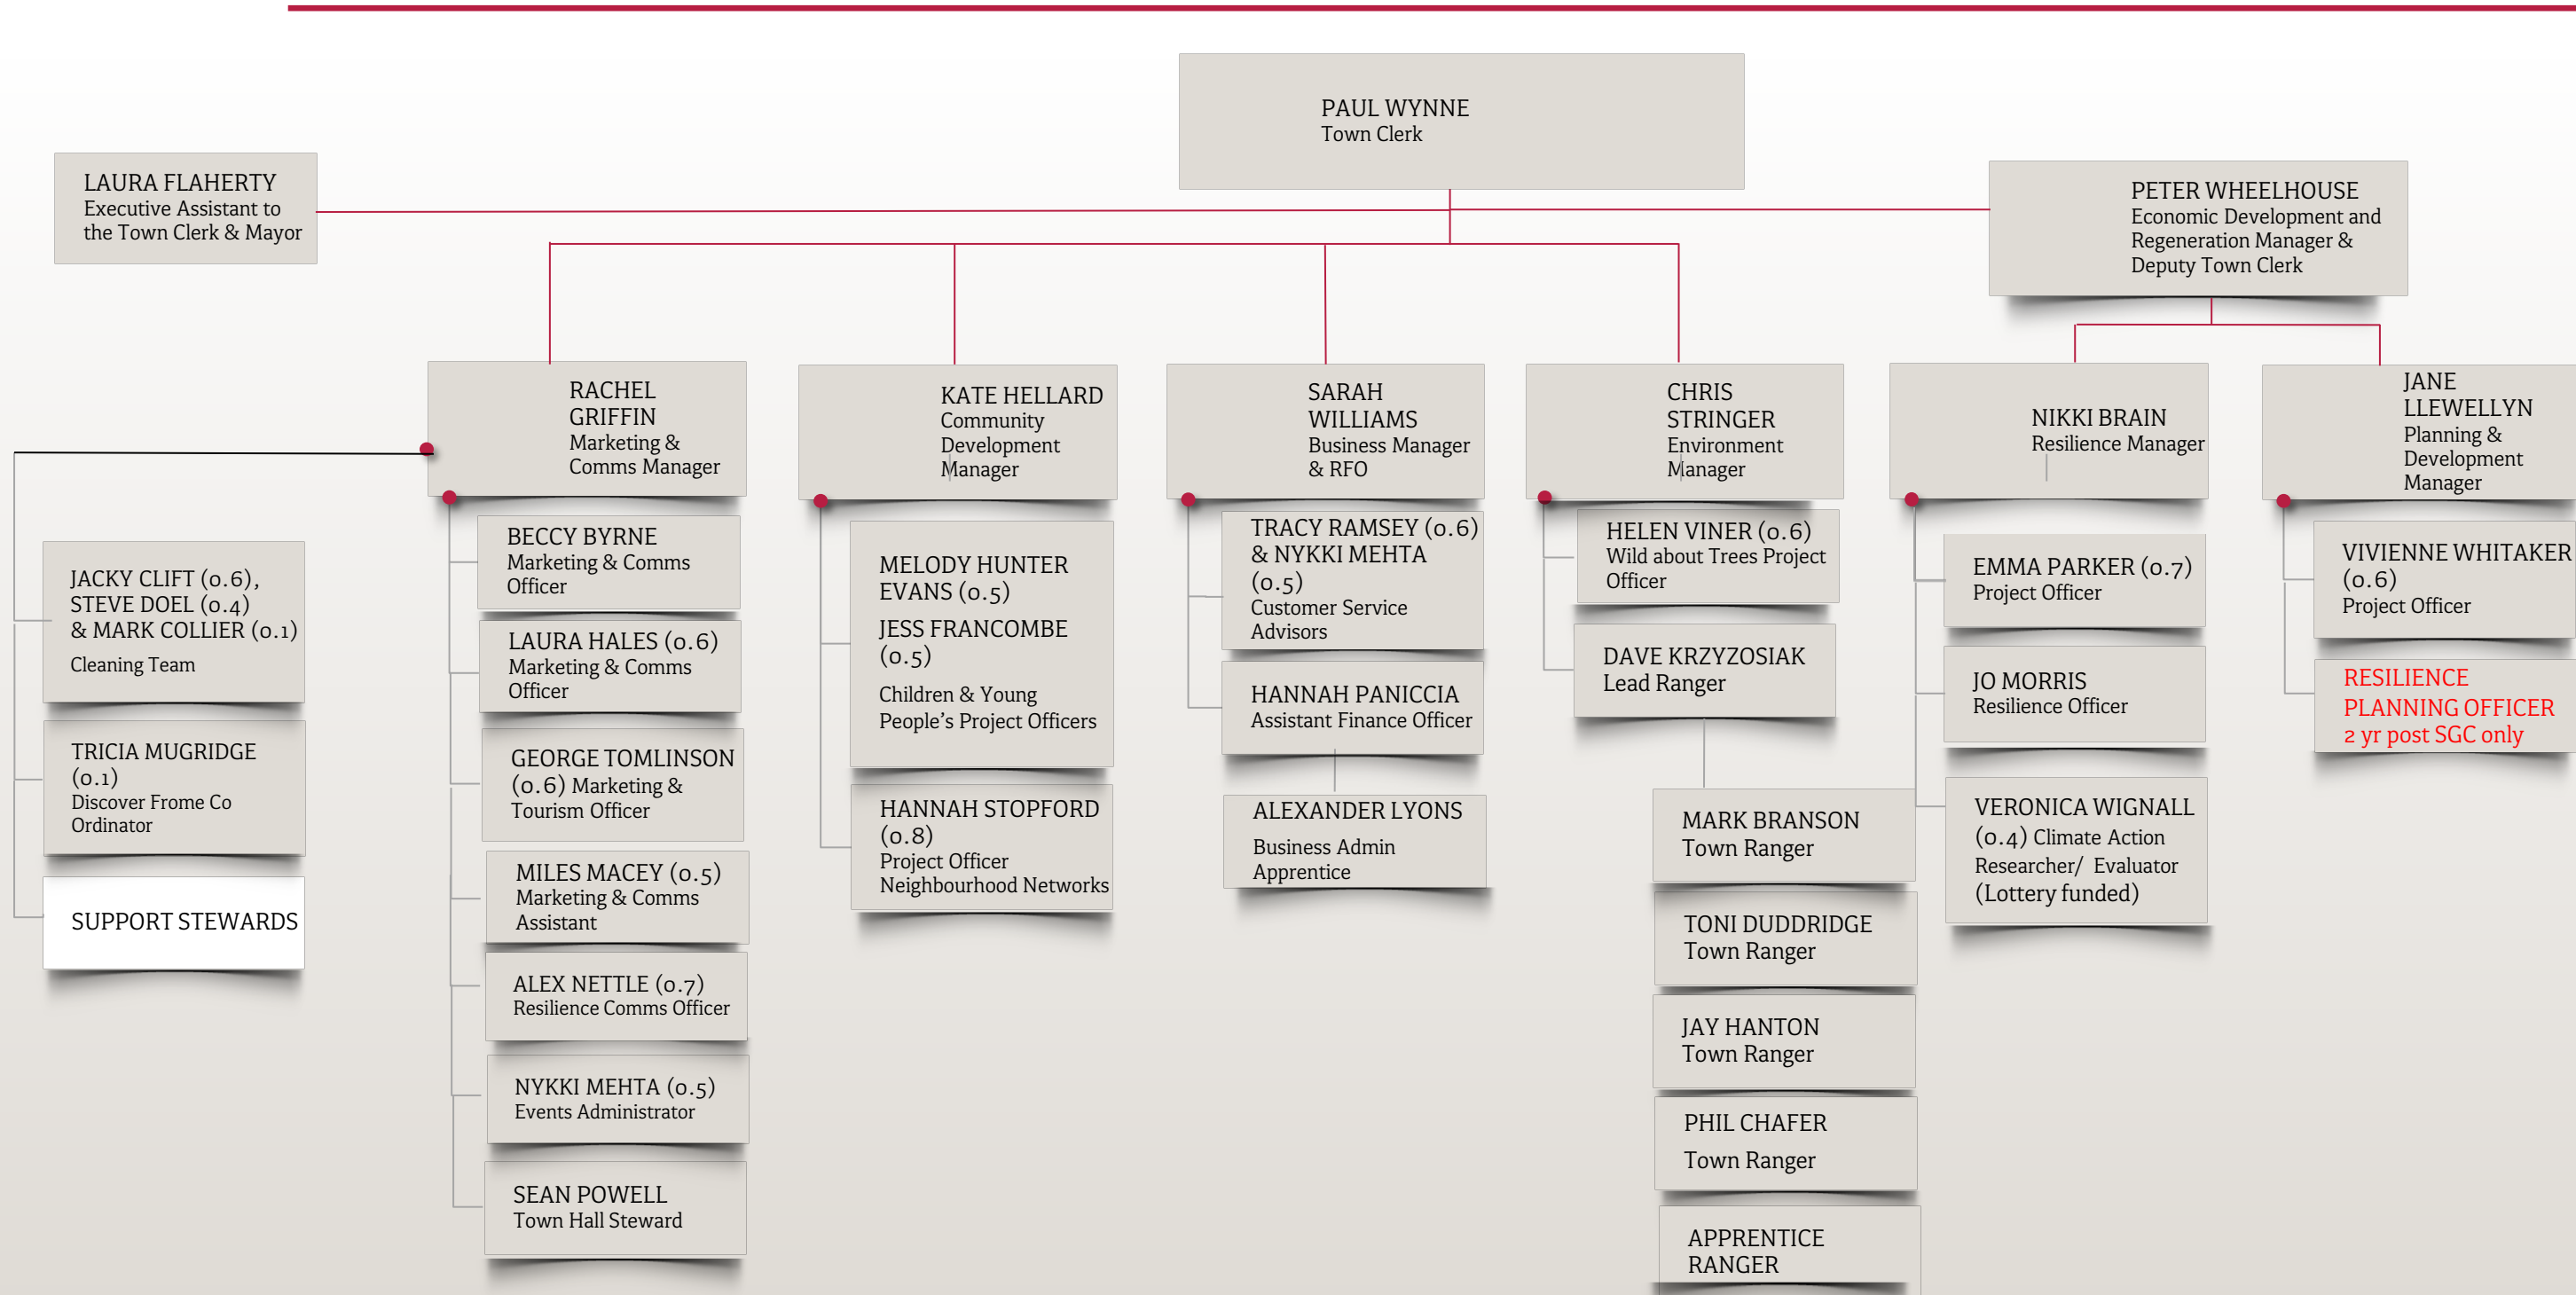 PAUL WYNNE
Town Clerk
LAURA FLAHERTY
Executive Assistant to
the Town Clerk & Mayor
PETER WHEELHOUSE
Economic Development and
Regeneration Manager &
Deputy Town Clerk
RACHEL
GRIFFIN
Marketing &
Comms Manager
KATE HELLARD
Community
Development
Manager
SARAH
WILLIAMS
Business Manager
& RFO
CHRIS
STRINGER
Environment
Manager
NIKKI BRAIN
Resilience Manager
JANE
LLEWELLYN
Planning &
Development
Manager
JACKY CLIFT (0.6),
STEVE DOEL (0.4)
& MARK COLLIER (0.1)
Cleaning Team
TRICIA MUGRIDGE
(0.1)
Discover Frome Co
Ordinator
SUPPORT STEWARDS
BECCY BYRNE
Marketing & Comms
Officer
LAURA HALES (0.6)
Marketing & Comms
Officer
GEORGE TOMLINSON
(0.6) Marketing &
Tourism Officer
MILES MACEY (0.5)
Marketing & Comms
Assistant
ALEX NETTLE (0.7)
Resilience Comms Officer
NYKKI MEHTA (0.5)
Events Administrator
SEAN POWELL
Town Hall Steward
MELODY HUNTER
EVANS (0.5)
JESS FRANCOMBE
(0.5)
Children & Young
People’s Project Officers
HANNAH STOPFORD
(0.8)
Project Officer
Neighbourhood Networks
TRACY RAMSEY (0.6)
& NYKKI MEHTA
(0.5)
Customer Service
Advisors
HANNAH PANICCIA
Assistant Finance Officer
ALEXANDER LYONS
Business Admin
Apprentice
HELEN VINER (0.6)
Wild about Trees Project
Officer
DAVE KRZYZOSIAK
Lead Ranger
MARK BRANSON
Town Ranger
TONI DUDDRIDGE
Town Ranger
JAY HANTON
Town Ranger
PHIL CHAFER
Town Ranger
APPRENTICE
RANGER
EMMA PARKER (0.7)
Project Officer
JO MORRIS
Resilience Officer
VERONICA WIGNALL
(0.4) Climate Action
Researcher/ Evaluator
(Lottery funded)
VIVIENNE WHITAKER
(0.6)
Project Officer
RESILIENCE
PLANNING OFFICER
2 yr post SGC only